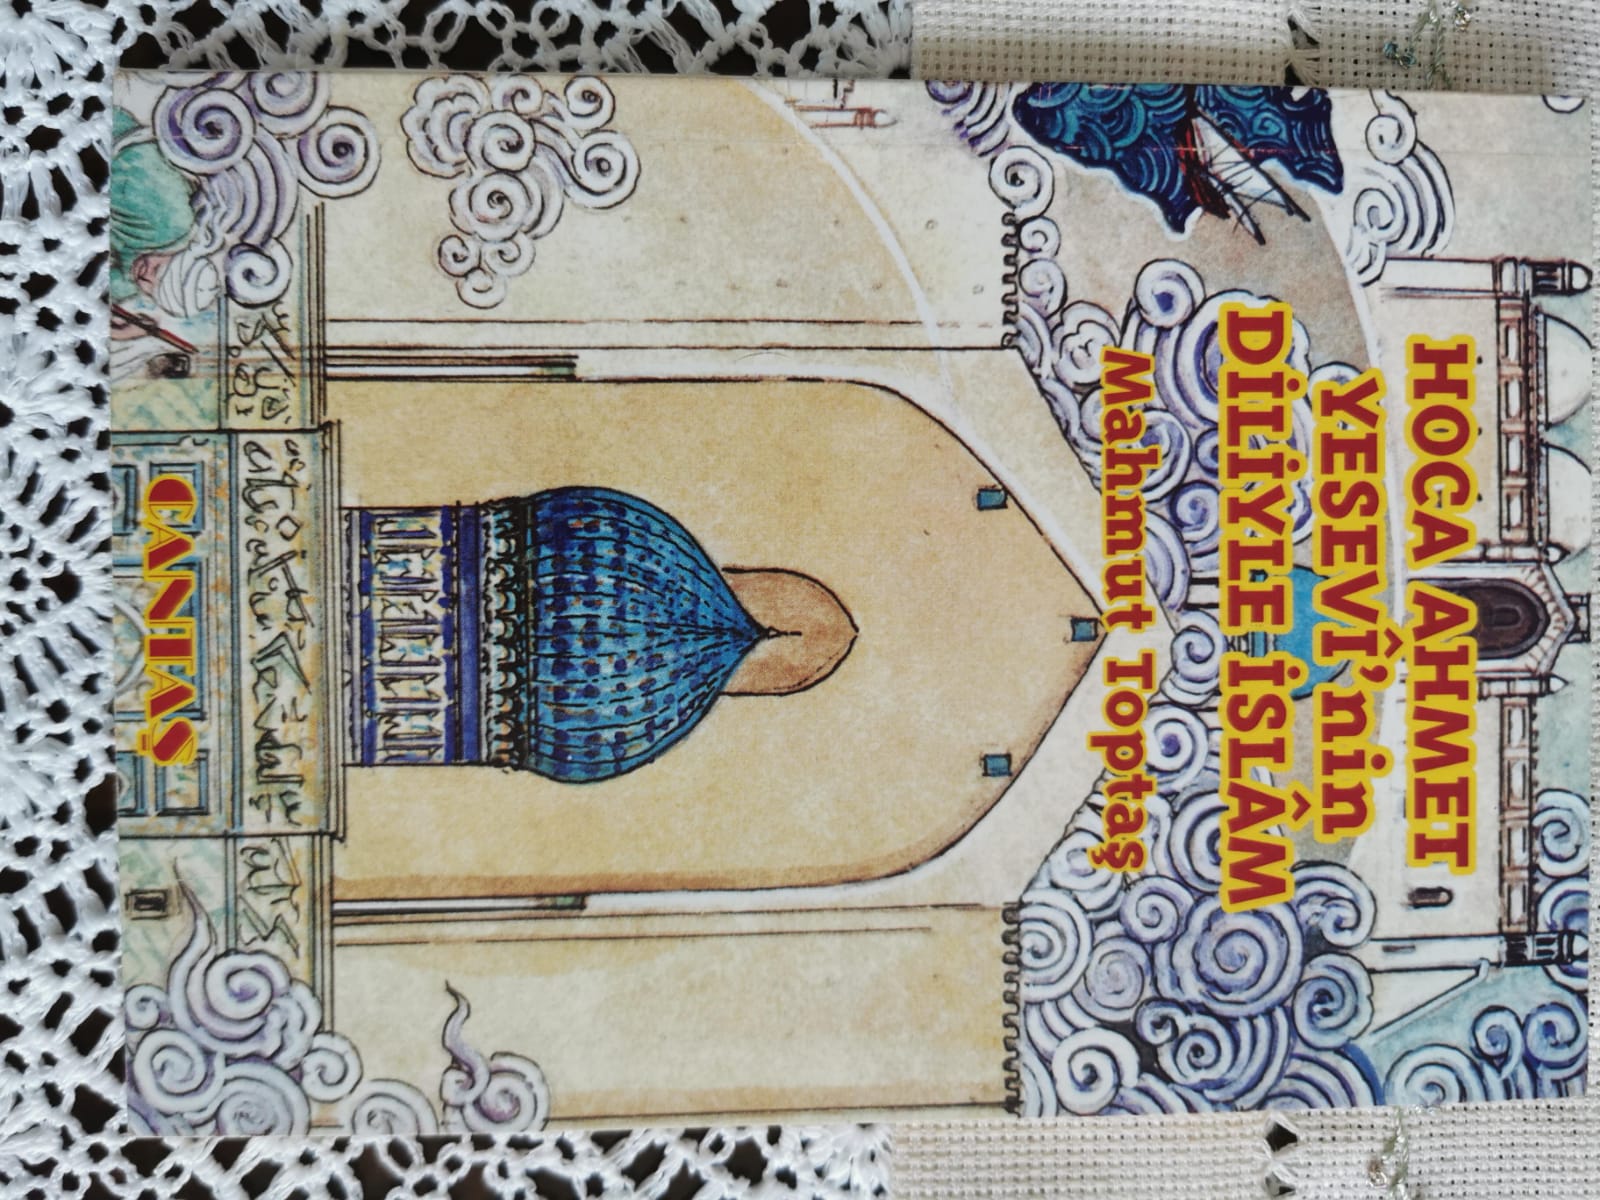 HOCA AHMET
YESEVÎ'nin
DİLİYLE İSLÂM
Mahmut Toptaş
CANTAŞ